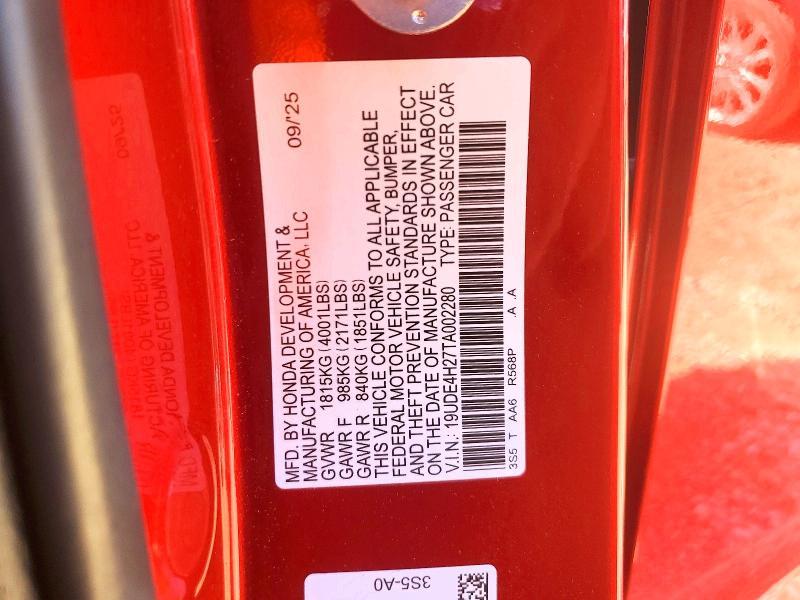 MFD. BY HONDA DEVELOPMENT &
MANUFACTURING OF AMERICA, LLC 09/'25
GVWR 1815KG (4001LBS)
GAWR F 985KG (2171LBS)
GAWR R 840KG (1851LBS)
THIS VEHICLE CONFORMS TO ALL APPLICABLE
FEDERAL MOTOR VEHICLE SAFETY, BUMPER,
AND THEFT PREVENTION STANDARDS IN EFFECT
ON THE DATE OF MANUFACTURE SHOWN ABOVE.
V.I.N.: 19UDE4H27TA002280 TYPE: PASSENGER CAR
3S5 T AA6 R568P .A .A
3S5-A0